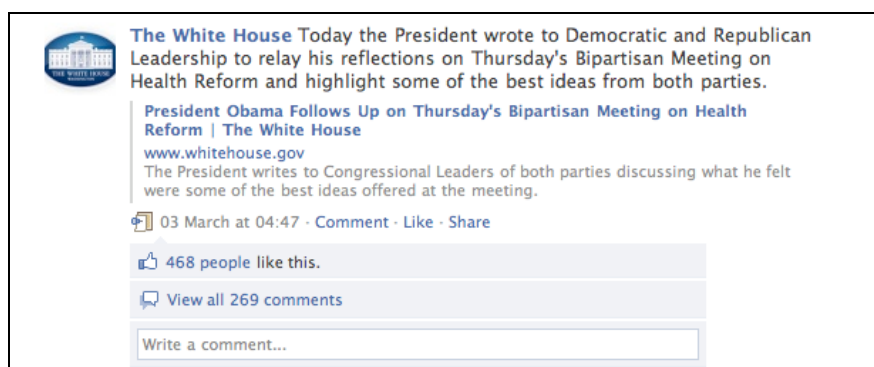 The White House Today the President wrote to Democratic and Republican
Leadership to relay his reflections on Thursday's Bipartisan Meeting on
Health Reform and highlight some of the best ideas from both parties.
President Obama Follows Up on Thursday's Bipartisan Meeting on Health
Reform | The White House
www.whitehouse.gov
The President writes to Congressional Leaders of both parties discussing what he felt
were some of the best ideas offered at the meeting.
03 March at 04:47 · Comment · Like · Share
468 people like this.
View all 269 comments
Write a comment...
THE WHITE HOUSE